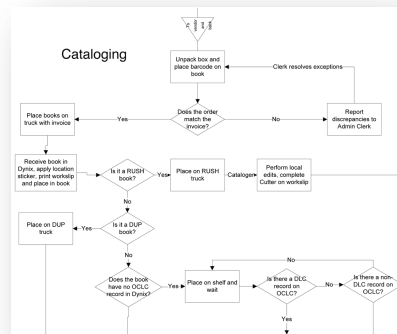 To
vendor
and
bank
Cataloging
Unpack box and
place barcode on
book
Clerk resolves exceptions
Place books on
truck with invoice
Yes
Does the order
match the
invoice?
No
Report
discrepancies to
Admin Clerk
Receive book in
Dynix, apply location
sticker, print workslip
and place in book
Is it a RUSH
book?
Yes
Place on RUSH
truck
Cataloger
Perform local
edits, complete
Cutter on workslip
No
Place on DUP
truck
Yes
Is it a DUP
book?
No
No
Does the book
have no OCLC
record in Dynix?
Yes
Place on shelf and
wait
Is there a DLC
record on
OCLC?
No
Is there a non-
DLC record on
OCLC?
No
Yes